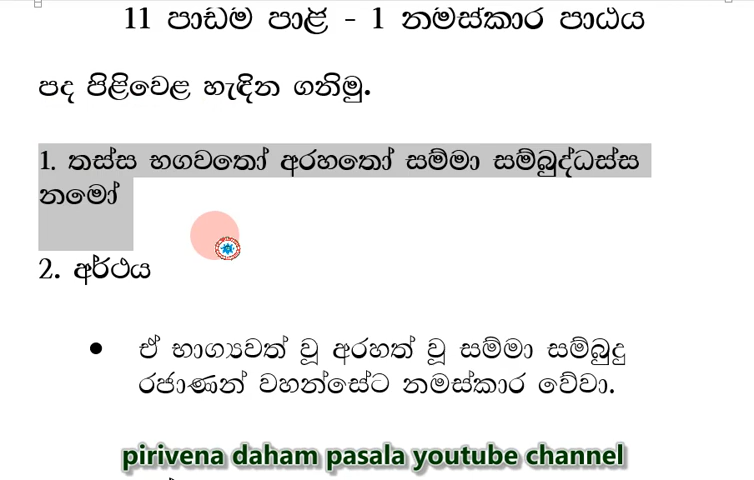 11 පාඩම පාළි - 1 නමස්කාර පාඨය
පද පිළිවෙළ හැඳින ගනිමු.
1. තස්ස භගවතෝ අරහතෝ සම්මා සම්බුද්ධස්ස
නමෝ
2. අර්ථය
• ඒ භාග්‍යවත් වූ අරහත් වූ සම්මා සම්බුදු
රජාණන් වහන්සේට නමස්කාර වේවා.
pirivena daham pasala youtube channel